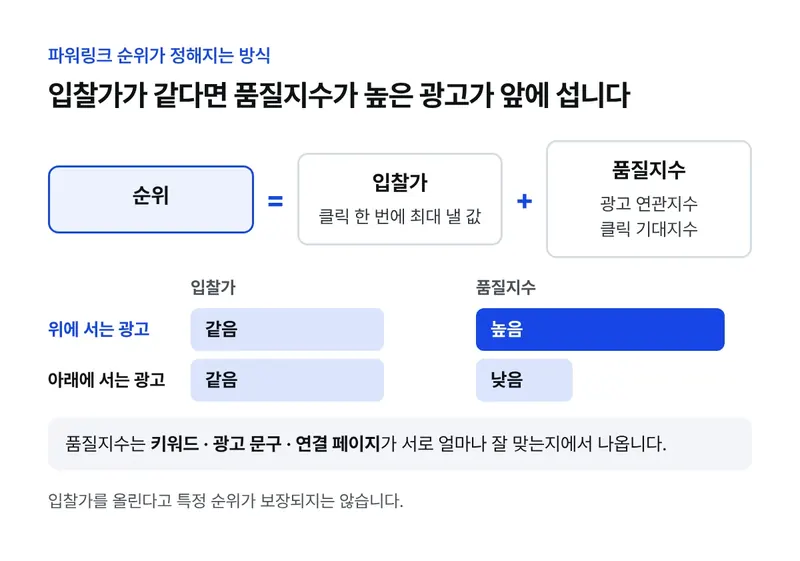 파워링크 순위가 정해지는 방식
입찰가가 같다면 품질지수가 높은 광고가 앞에 섭니다
순위
=
입찰가
클릭 한 번에 최대 낼 값
+
품질지수
광고 연관지수
클릭 기대지수
입찰가 품질지수
위에 서는 광고 같음 높음
아래에 서는 광고 같음 낮음
품질지수는 키워드 · 광고 문구 · 연결 페이지가 서로 얼마나 잘 맞는지에서 나옵니다.
입찰가를 올린다고 특정 순위가 보장되지는 않습니다.